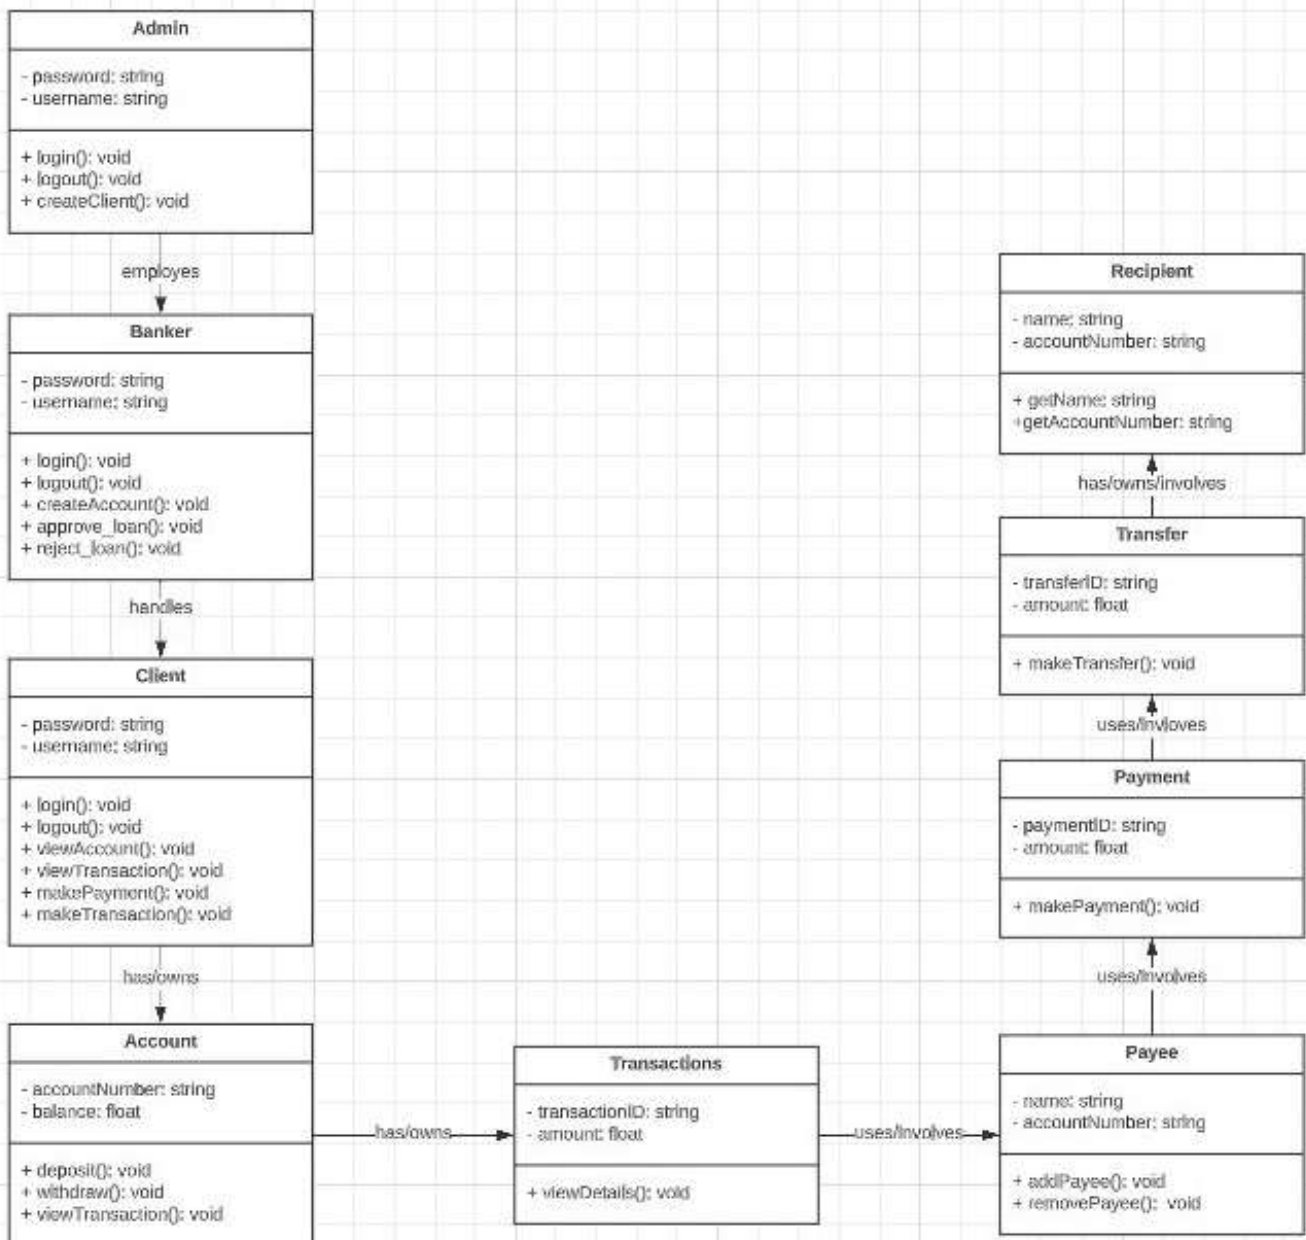 Admin
- password: string
- username: string
+ login(): void
+ logout(): void
+ createClient(): void
employes
Banker
- password: string
- username: string
+ login(): void
+ logout(): void
+ createAccount(): void
+ approve_loan(): void
+ reject_loan(): void
handles
Client
- password: string
- username: string
+ login(): void
+ logout(): void
+ viewAccount(): void
+ viewTransaction(): void
+ makePayment(): void
+ makeTransaction(): void
has/owns
Account
- accountNumber: string
- balance: float
+ deposit(): void
+ withdraw(): void
+ viewTransaction(): void
has/owns
Transactions
- transactionID: string
- amount: float
+ viewDetails(): void
uses/involves
Payee
- name: string
- accountNumber: string
+ addPayee(): void
+ removePayee(): void
uses/involves
Payment
- paymentID: string
- amount: float
+ makePayment(): void
uses/invloves
Transfer
- transferID: string
- amount: float
+ makeTransfer(): void
has/owns/involves
Recipient
- name: string
- accountNumber: string
+ getName: string
+getAccountNumber: string